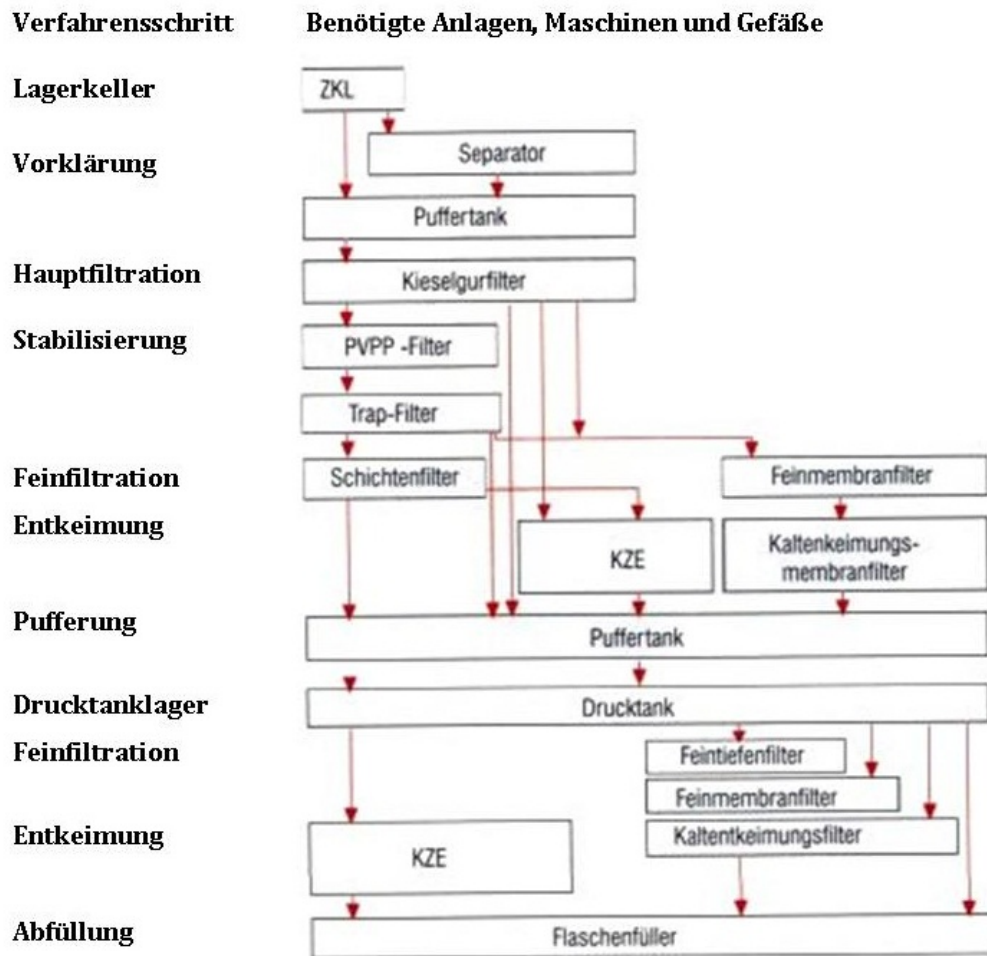 Verfahrensschritt Benötigte Anlagen, Maschinen und Gefäße
Lagerkeller ZKL
Vorklärung Separator
Puffertank
Hauptfiltration Kieselgurfilter
Stabilisierung PVPP -Filter
Trap-Filter
Feinfiltration Schichtenfilter Feinmembranfilter
Entkeimung KZE Kaltenkeimungs-
membranfilter
Pufferung Puffertank
Drucktanklager Drucktank
Feinfiltration Feintiefenfilter
Feinmembranfilter
Entkeimung KZE Kaltentkeimungsfilter
Abfüllung Flaschenfüller